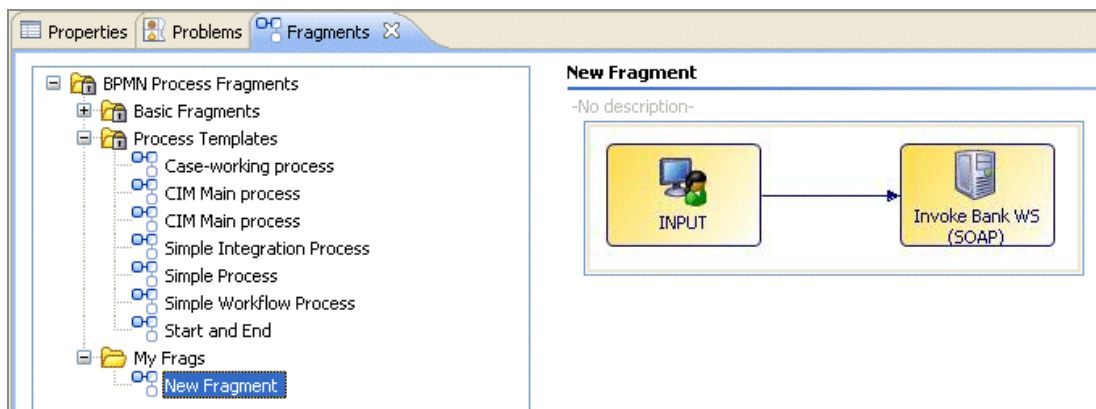 Properties Problems Fragments
BPMN Process Fragments
Basic Fragments
Process Templates
Case-working process
CIM Main process
CIM Main process
Simple Integration Process
Simple Process
Simple Workflow Process
Start and End
My Frags
New Fragment
New Fragment
-No description-
INPUT
Invoke Bank WS
(SOAP)